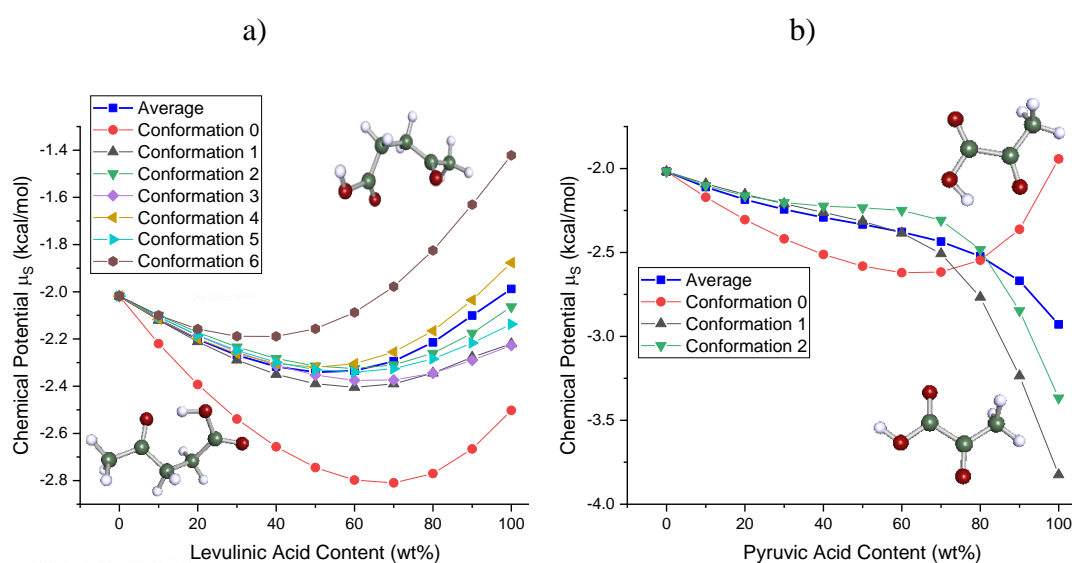 a)
b)
Average
Conformation 0
Conformation 1
Conformation 2
Conformation 3
Conformation 4
Conformation 5
Conformation 6
-1.4
-1.6
-1.8
-2.0
-2.2
-2.4
-2.6
-2.8
Chemical Potential μS (kcal/mol)
0 20 40 60 80 100
Levulinic Acid Content (wt%)
Average
Conformation 0
Conformation 1
Conformation 2
-2.0
-2.5
-3.0
-3.5
-4.0
Chemical Potential μS (kcal/mol)
0 20 40 60 80 100
Pyruvic Acid Content (wt%)